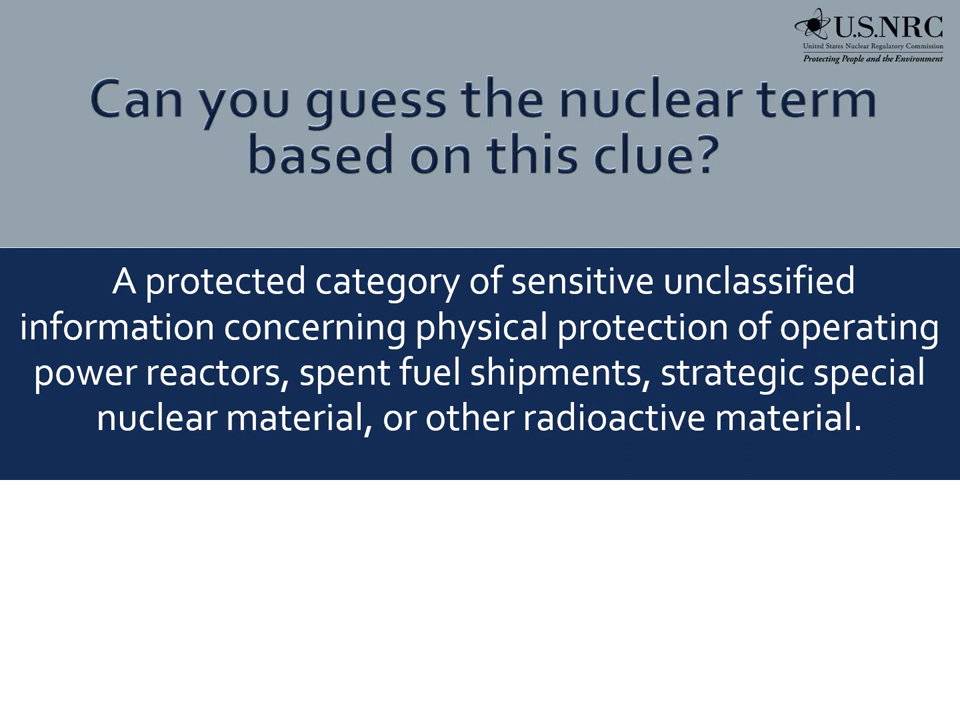 U.S.NRC
United States Nuclear Regulatory Commission
Protecting People and the Environment
Can you guess the nuclear term
based on this clue?
A protected category of sensitive unclassified
information concerning physical protection of operating
power reactors, spent fuel shipments, strategic special
nuclear material, or other radioactive material.